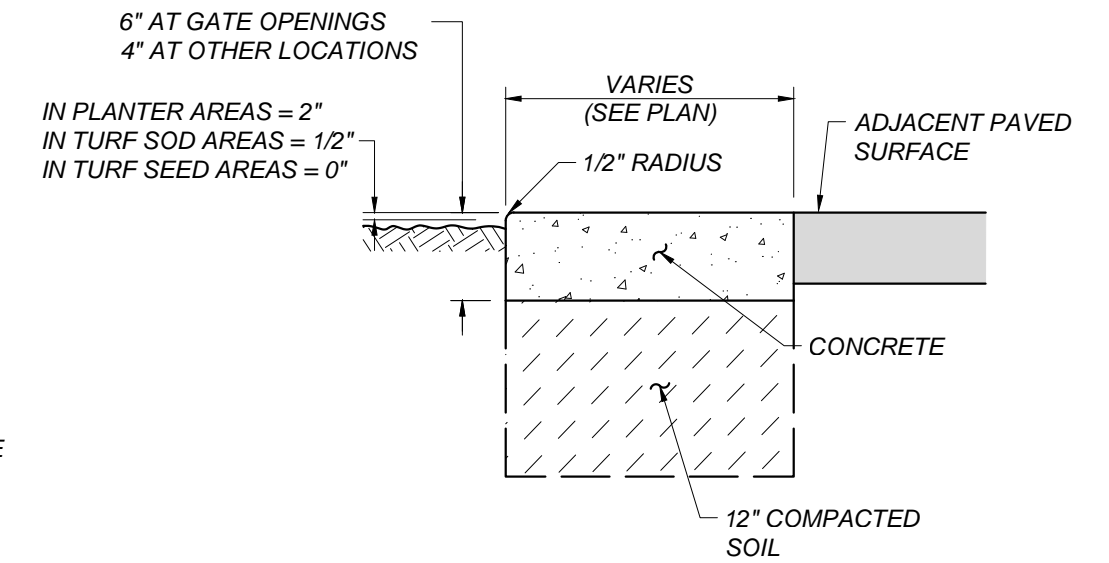 6" AT GATE OPENINGS
4" AT OTHER LOCATIONS
IN PLANTER AREAS = 2"
IN TURF SOD AREAS = 1/2"
IN TURF SEED AREAS = 0"
VARIES
(SEE PLAN)
1/2" RADIUS
ADJACENT PAVED
SURFACE
CONCRETE
E
12" COMPACTED
SOIL